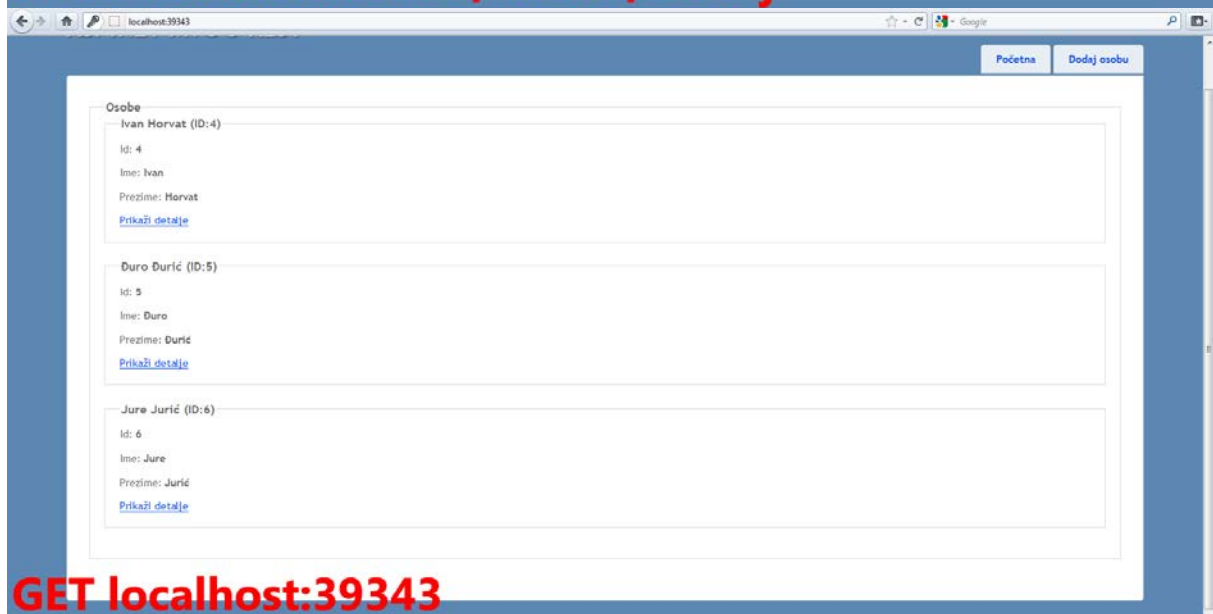 localhost:39343
Google
Početna
Dodaj osobu
Osobe
Ivan Horvat (ID:4)
Id: 4
Ime: Ivan
Prezime: Horvat
Prikaži detalje
Đuro Đurić (ID:5)
Id: 5
Ime: Đuro
Prezime: Đurić
Prikaži detalje
Jure Jurić (ID:6)
Id: 6
Ime: Jure
Prezime: Jurić
Prikaži detalje
GET localhost:39343